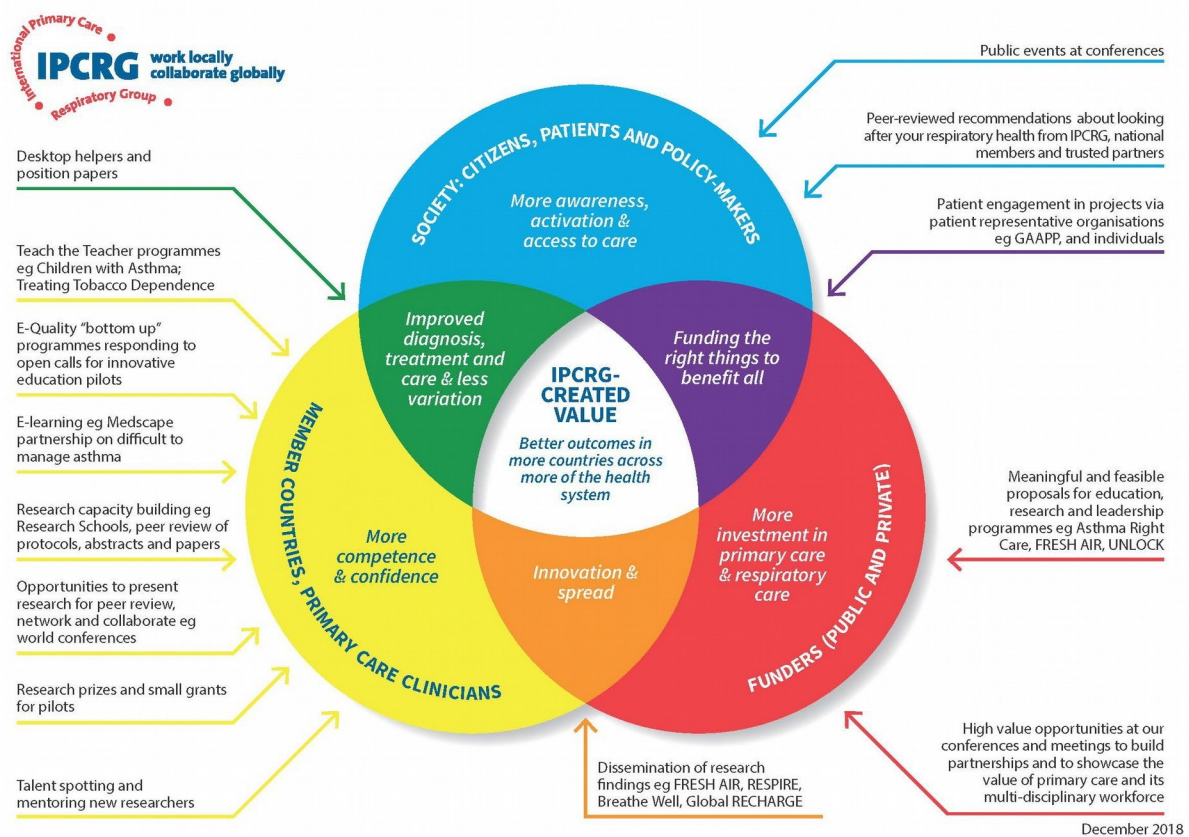 International Primary Care
IPCRG
Respiratory Group
work locally
collaborate globally
Desktop helpers and
position papers
Teach the Teacher programmes
eg Children with Asthma;
Treating Tobacco Dependence
E-Quality “bottom up”
programmes responding to
open calls for innovative
education pilots
E-learning eg Medscape
partnership on difficult to
manage asthma
Research capacity building eg
Research Schools, peer review of
protocols, abstracts and papers
Opportunities to present
research for peer review,
network and collaborate eg
world conferences
Research prizes and small grants
for pilots
Talent spotting and
mentoring new researchers
SOCIETY: CITIZENS, PATIENTS AND POLICY-MAKERS
More awareness,
activation &
access to care
Improved
diagnosis,
treatment and
care & less
variation
Funding the
right things to
benefit all
IPCRG-
CREATED
VALUE
Better outcomes in
more countries across
more of the health
system
MEMBER COUNTRIES, PRIMARY CARE CLINICIANS
More
competence
& confidence
Innovation &
spread
More
investment in
primary care
& respiratory
care
FUNDERS (PUBLIC AND PRIVATE)
Dissemination of research
findings eg FRESH AIR, RESPIRE,
Breathe Well, Global RECHARGE
Public events at conferences
Peer-reviewed recommendations about looking
after your respiratory health from IPCRG, national
members and trusted partners
Patient engagement in projects via
patient representative organisations
eg GAAPP, and individuals
Meaningful and feasible
proposals for education,
research and leadership
programmes eg Asthma Right
Care, FRESH AIR, UNLOCK
High value opportunities at our
conferences and meetings to build
partnerships and to showcase the
value of primary care and its
multi-disciplinary workforce
December 2018